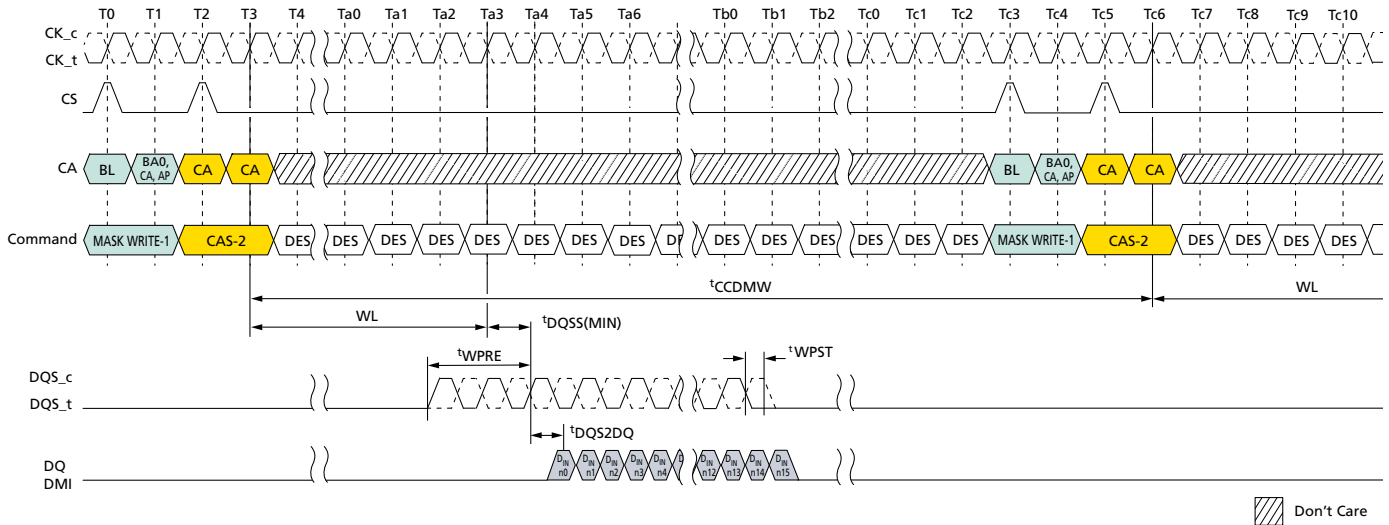 T0 T1 T2 T3 T4 Ta0 Ta1 Ta2 Ta3 Ta4 Ta5 Ta6 Tb0 Tb1 Tb2 Tc0 Tc1 Tc2 Tc3 Tc4 Tc5 Tc6 Tc7 Tc8 Tc9 Tc10
CK_c
CK_t
CS
CA BL BA0, CA, AP CA CA BL BA0, CA, AP CA CA
Command MASK WRITE-1 CAS-2 DES DES DES DES DES DES DES DES DES DES DES DES DES DES MASK WRITE-1 CAS-2 DES DES DES DES
tCCDMW WL
WL tDQSS(MIN)
tWPRE tWPST
DQS_c
DQS_t
tDQS2DQ
DQ
DMI
DIN n0 DIN n1 DIN n2 DIN n3 DIN n4 DIN n12 DIN n13 DIN n14 DIN n15
Don't Care